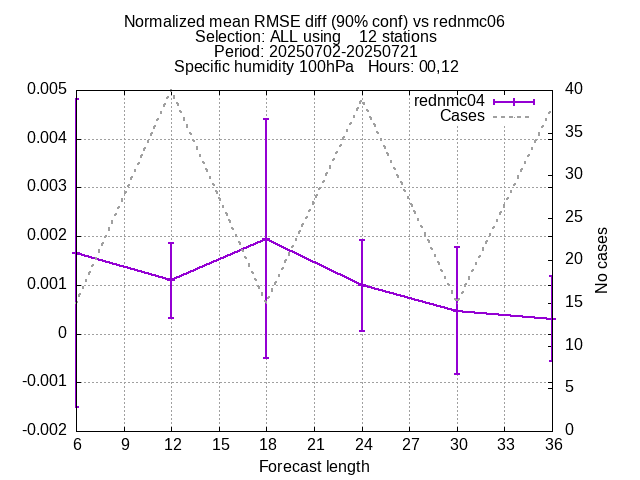 Normalized mean RMSE diff (90% conf) vs rednmc06
Selection: ALL using    12 stations
Period: 20250702-20250721
Specific humidity 100hPa   Hours: 00,12
rednmc04
Cases
0.005
0.004
0.003
0.002
0.001
0
-0.001
-0.002
40
35
30
25
20
15
10
5
0
No cases
6 9 12 15 18 21 24 27 30 33 36
Forecast length